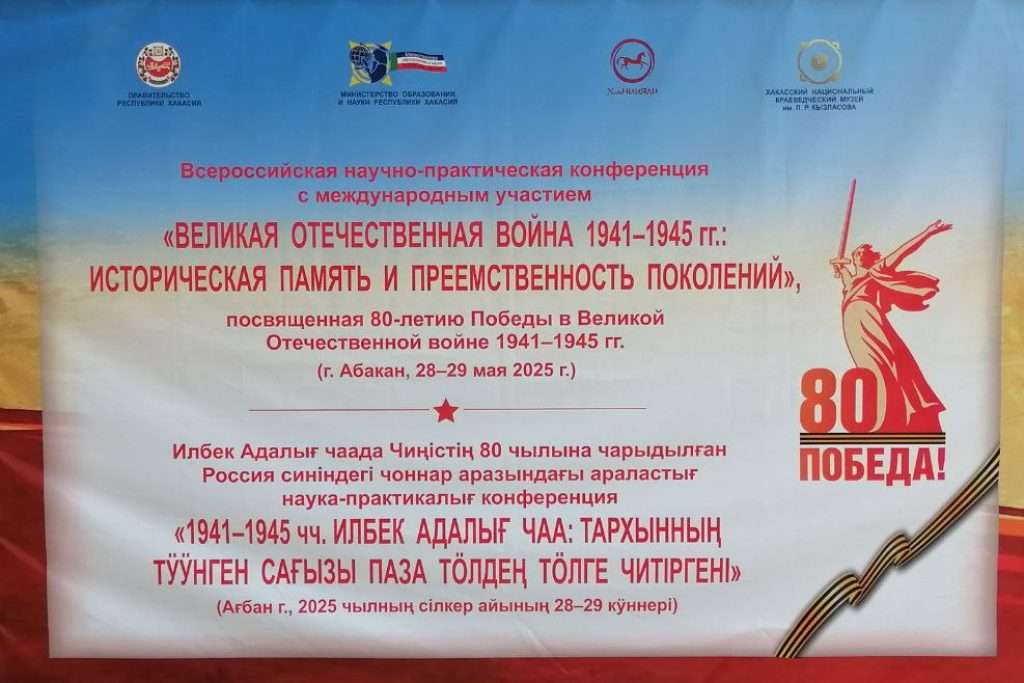 ПРАВИТЕЛЬСТВО
РЕСПУБЛИКИ ХАКАСИЯ
МИНИСТЕРСТВО ОБРАЗОВАНИЯ
И НАУКИ РЕСПУБЛИКИ ХАКАСИЯ
ХакНИИЯЛИ
ХАКАССКИЙ НАЦИОНАЛЬНЫЙ
КРАЕВЕДЧЕСКИЙ МУЗЕЙ
им. Л. Р. КЫЗЛАСОВА
Всероссийская научно-практическая конференция
с международным участием
«ВЕЛИКАЯ ОТЕЧЕСТВЕННАЯ ВОЙНА 1941–1945 гг.:
ИСТОРИЧЕСКАЯ ПАМЯТЬ И ПРЕЕМСТВЕННОСТЬ ПОКОЛЕНИЙ»,
посвященная 80-летию Победы в Великой
Отечественной войне 1941–1945 гг.
(г. Абакан, 28–29 мая 2025 г.)
Илбек Адалығ чаада Чиңістің 80 чылына чарыдылған
Россия синіндегі чоннар аразындағы араластығ
наука-практикалығ конференция
«1941–1945 чч. ИЛБЕК АДАЛЫҒ ЧАА: ТАРХЫННЫҢ
ТӰӰНГЕН САҒЫЗЫ ПАЗА ТӦЛДЕҢ ТӦЛГЕ ЧИТІРГЕНІ»
(Ағбан г., 2025 чылның сілкер айының 28–29 кӱннері)
80
ПОБЕДА!